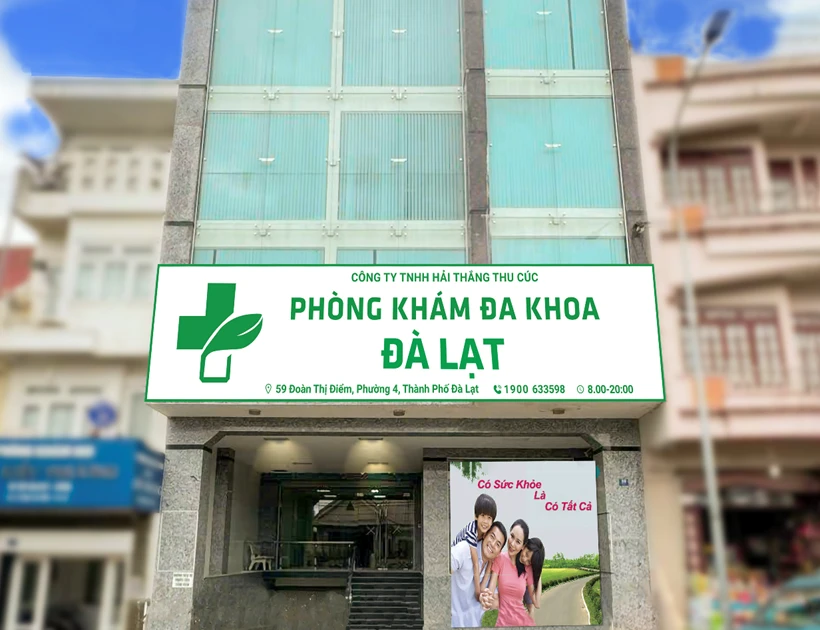 CÔNG TY TNHH HẢI THẮNG THU CÚC
PHÒNG KHÁM ĐA KHOA
ĐÀ LẠT
59 Đoàn Thị Điểm, Phường 4, Thành Phố Đà Lạt 1900 633598 8.00-20:00
Có Sức Khỏe
Là
Có Tất Cả